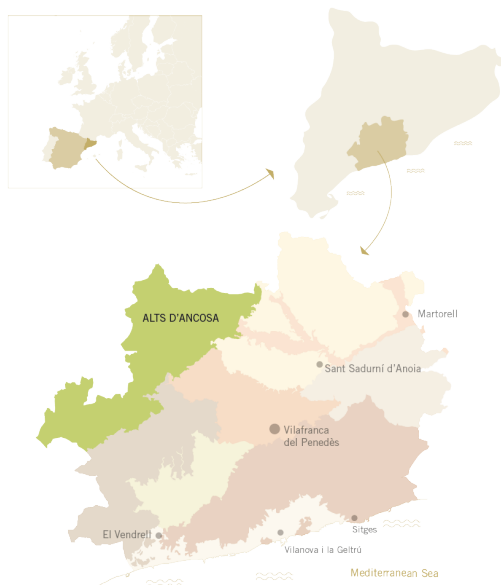 ALTS D'ANCOSA
Martorell
Sant Sadurní d'Anoia
Vilafranca
del Penedès
El Vendrell
Sitges
Vilanova i la Geltrú
Mediterranean Sea